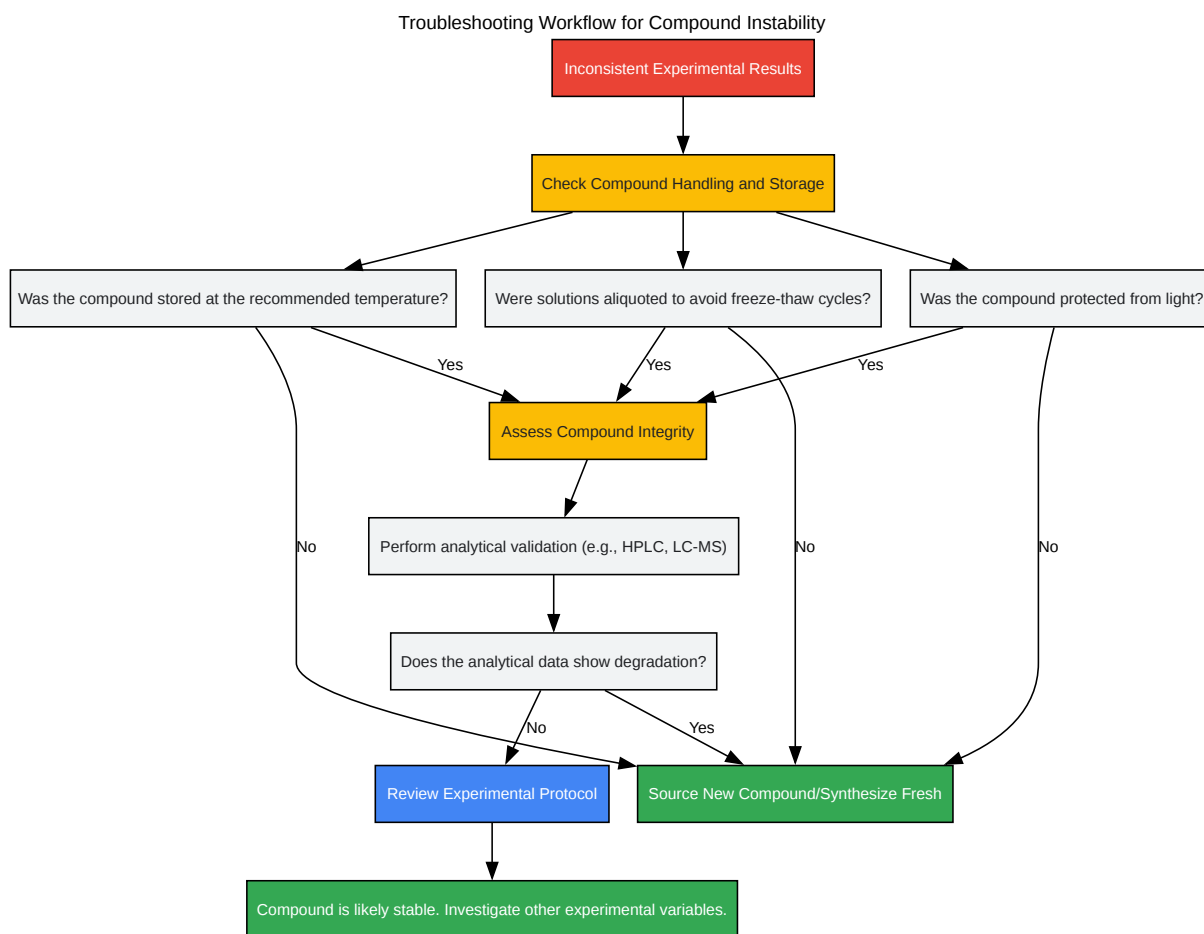 Troubleshooting Workflow for Compound Instability
Inconsistent Experimental Results
Check Compound Handling and Storage
Was the compound stored at the recommended temperature?
Were solutions aliquoted to avoid freeze-thaw cycles?
Was the compound protected from light?
Yes
Yes
Yes
Assess Compound Integrity
Perform analytical validation (e.g., HPLC, LC-MS)
No
No
No
Does the analytical data show degradation?
No
Yes
Review Experimental Protocol
Source New Compound/Synthesize Fresh
Compound is likely stable. Investigate other experimental variables.